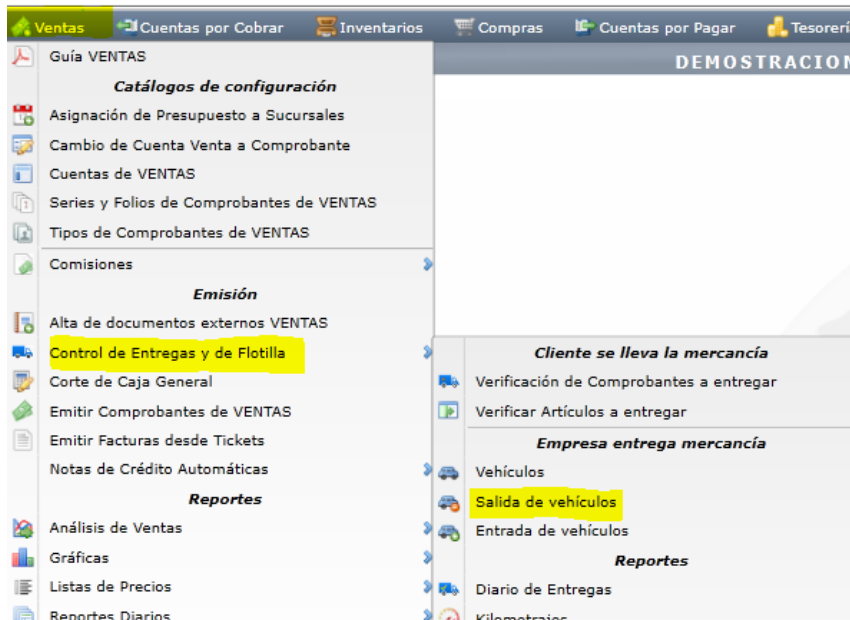 Ventas Cuentas por Cobrar Inventarios Compras Cuentas por Pagar Tesorerí
DEMOSTRACION
Guía VENTAS
Catálogos de configuración
Asignación de Presupuesto a Sucursales
Cambio de Cuenta Venta a Comprobante
Cuentas de VENTAS
Series y Folios de Comprobantes de VENTAS
Tipos de Comprobantes de VENTAS
Comisiones
Emisión
Alta de documentos externos VENTAS
Control de Entregas y de Flotilla
Corte de Caja General
Emitir Comprobantes de VENTAS
Emitir Facturas desde Tickets
Notas de Crédito Automáticas
Reportes
Análisis de Ventas
Gráficas
Listas de Precios
Reportes Diarios
Cliente se lleva la mercancía
Verificación de Comprobantes a entregar
Verificar Artículos a entregar
Empresa entrega mercancía
Vehículos
Salida de vehículos
Entrada de vehículos
Reportes
Diario de Entregas
Kilometrajes